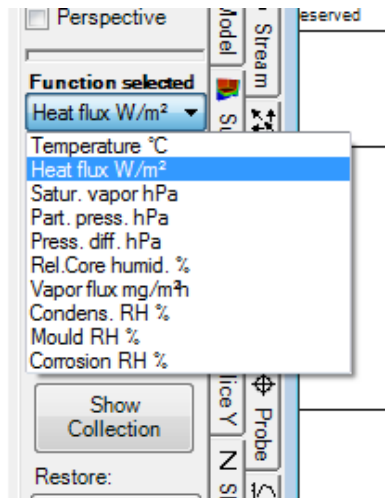 Perspective
eserved
Model
Stream
Function selected
Heat flux W/m²
Su
Temperature °C
Heat flux W/m²
Satur. vapor hPa
Part. press. hPa
Press. diff. hPa
Rel.Core humid. %
Vapor flux mg/m²h
Condens. RH %
Mould RH %
Corrosion RH %
lice Y
Probe
Show
Collection
N
Restore: